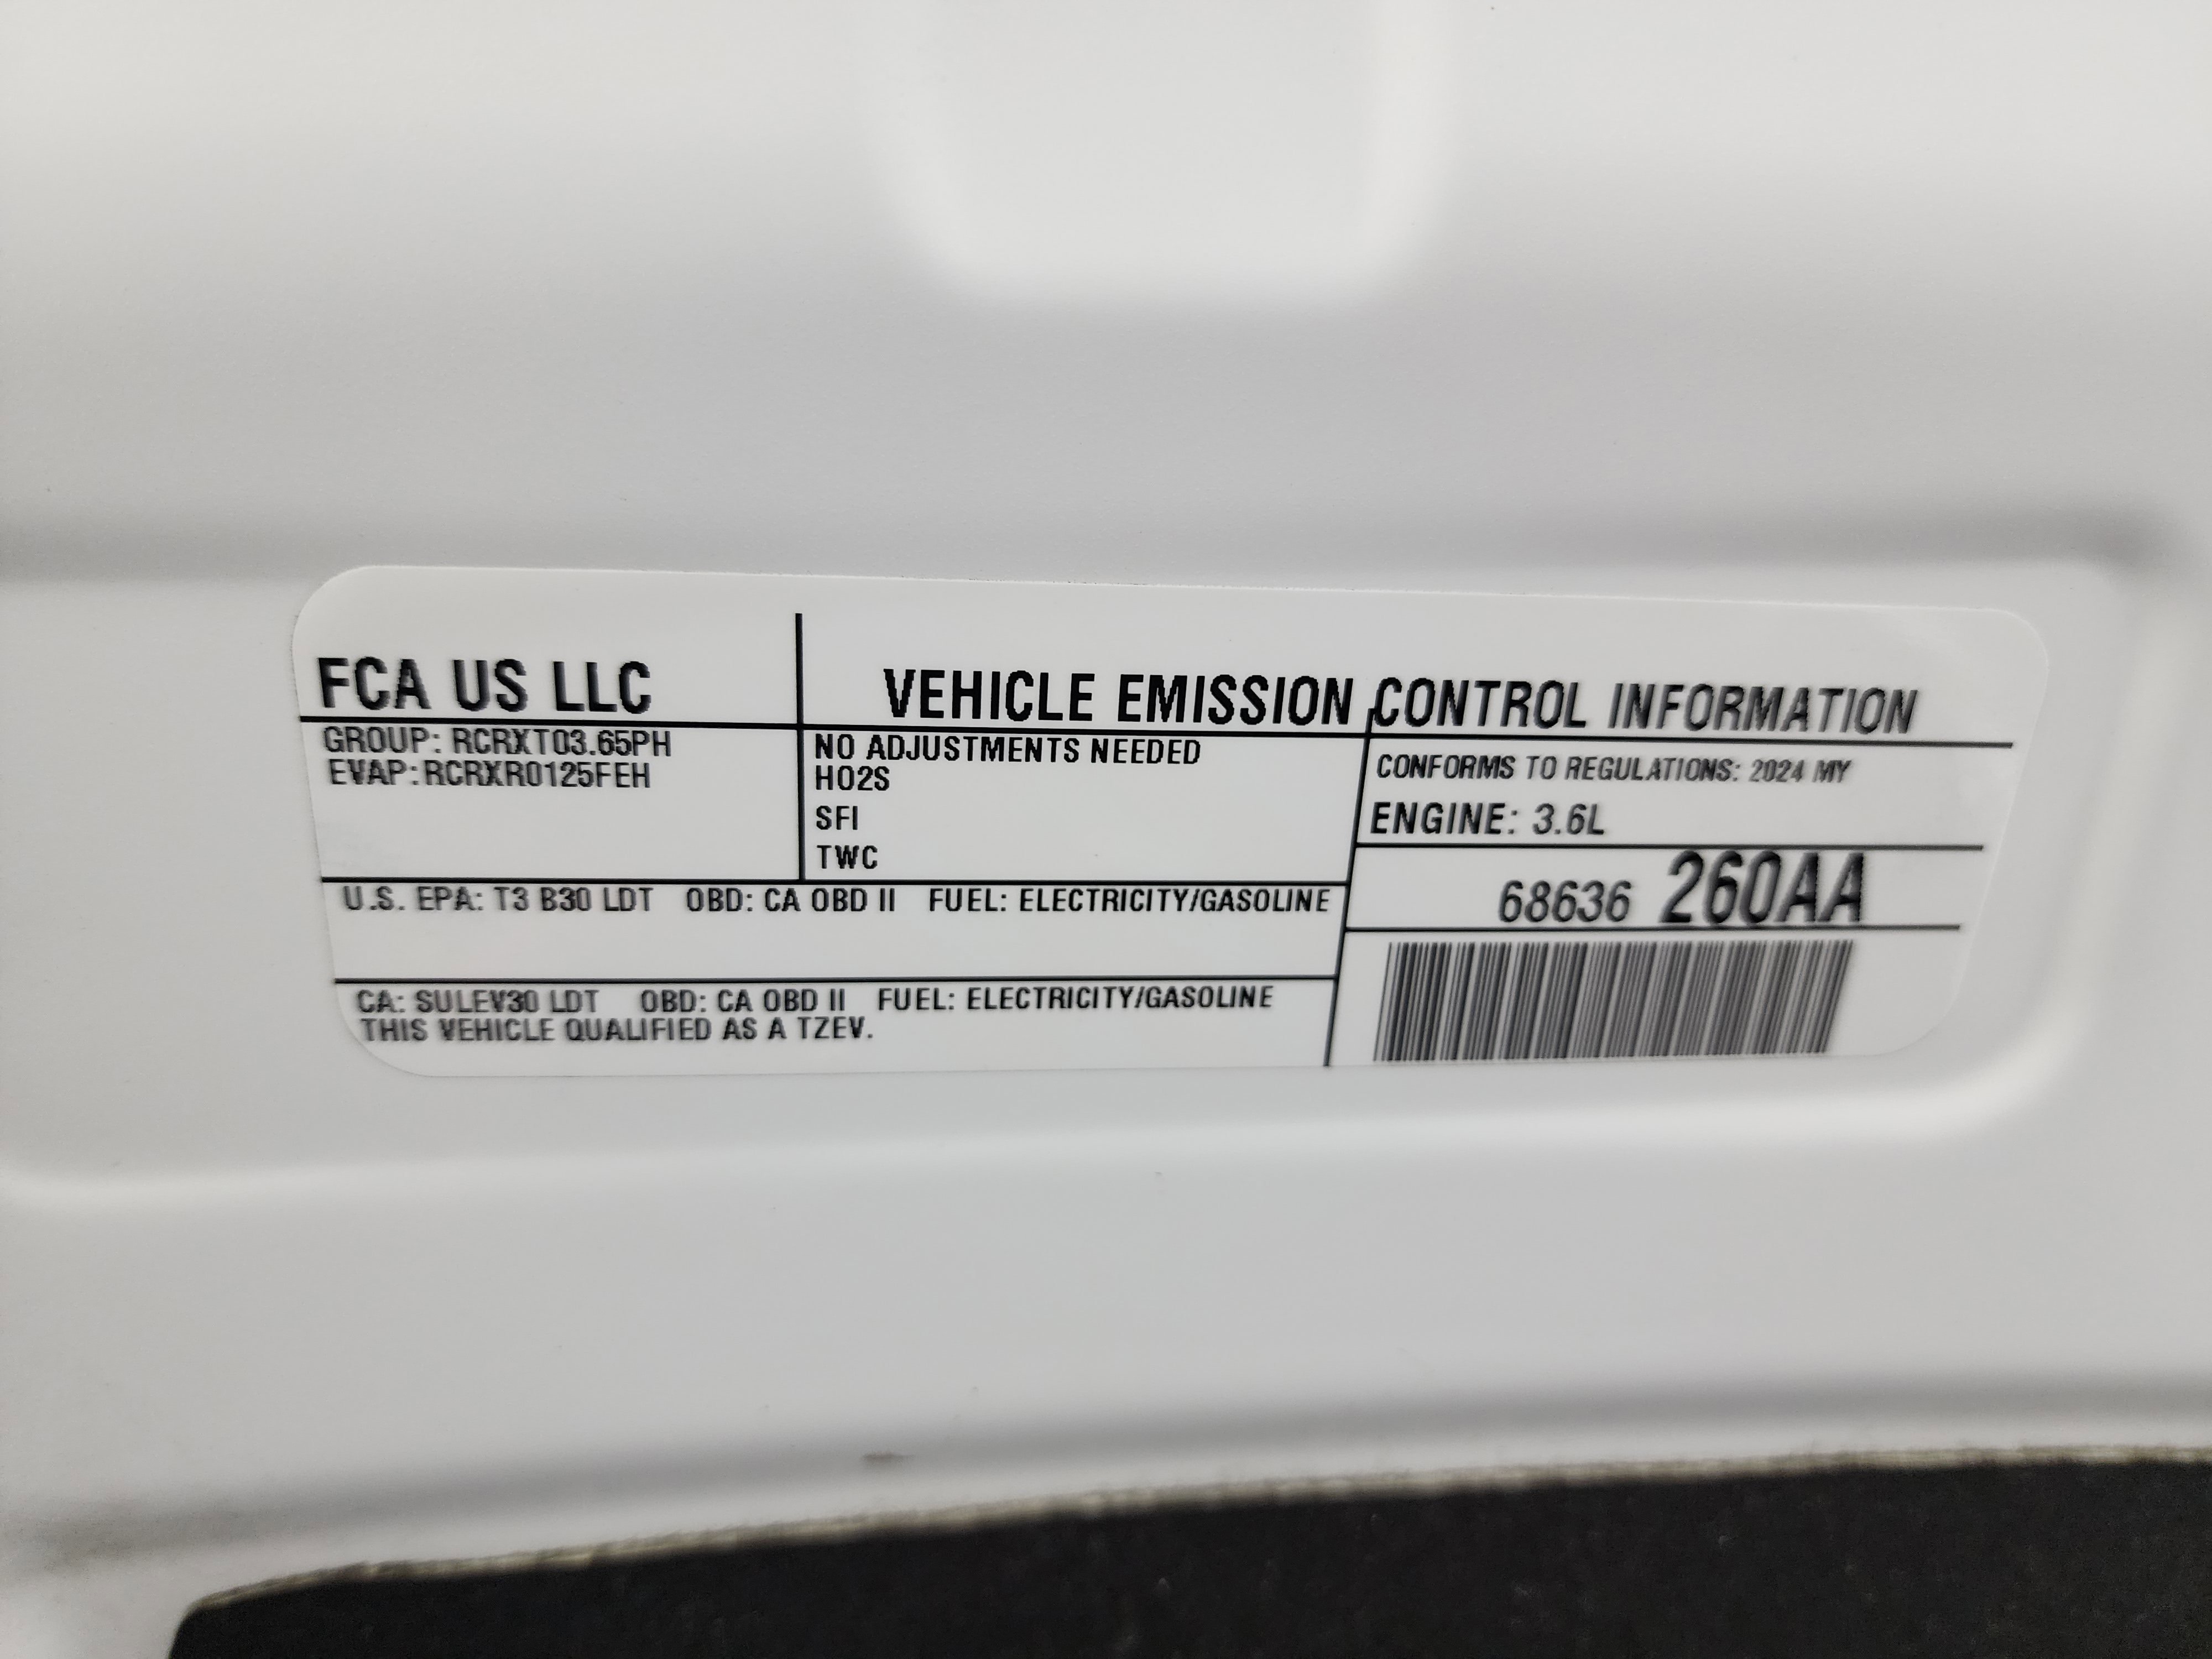 FCA US LLC
VEHICLE EMISSION CONTROL INFORMATION
GROUP: RCRXT03.65PH
EVAP:RCRXR0125FEH
NO ADJUSTMENTS NEEDED
HO2S
SFI
TWC
CONFORMS TO REGULATIONS: 2024 MY
ENGINE: 3.6L
68636 260AA
U.S. EPA: T3 B30 LDT OBD: CA OBD II FUEL: ELECTRICITY/GASOLINE
CA: SULEV30 LDT OBD: CA OBD II FUEL: ELECTRICITY/GASOLINE
THIS VEHICLE QUALIFIED AS A TZEV.